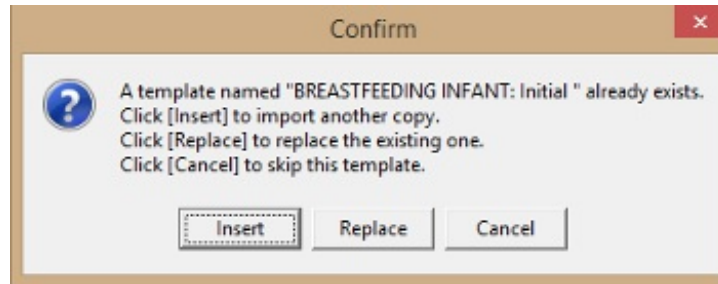 Confirm
A template named "BREASTFEEDING INFANT: Initial " already exists.
Click [Insert] to import another copy.
Click [Replace] to replace the existing one.
Click [Cancel] to skip this template.
Insert Replace Cancel